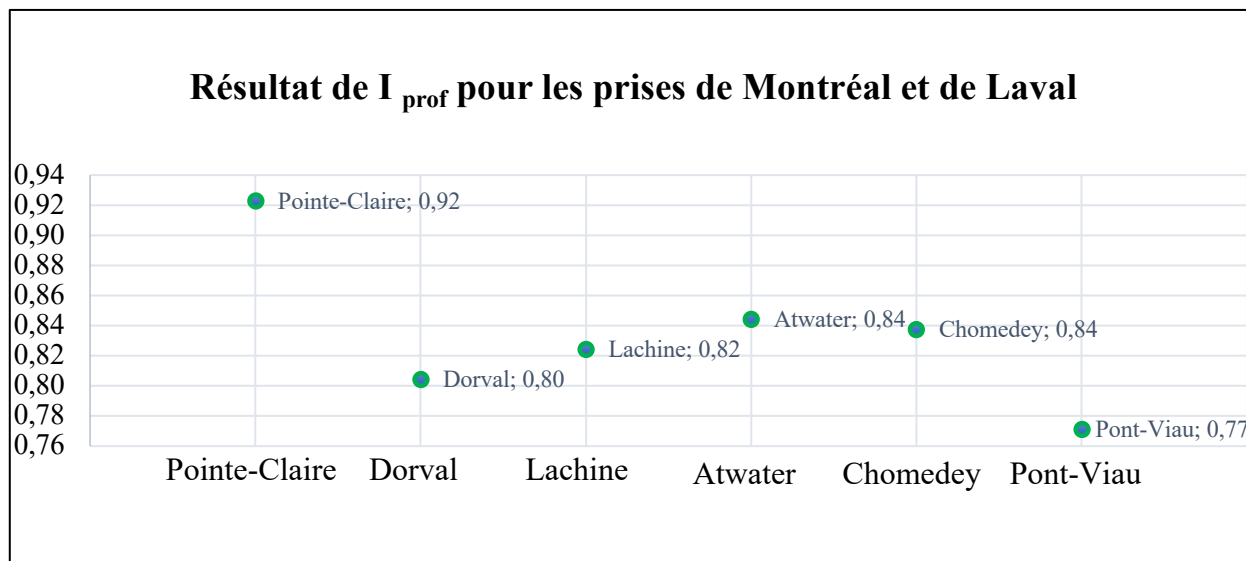 Résultat de I prof pour les prises de Montréal et de Laval
0,94
0,92
0,90
0,88
0,86
0,84
0,82
0,80
0,78
0,76
Pointe-Claire; 0,92
Dorval; 0,80
Lachine; 0,82
Atwater; 0,84
Chomedey; 0,84
Pont-Viau; 0,77
Pointe-Claire
Dorval
Lachine
Atwater
Chomedey
Pont-Viau